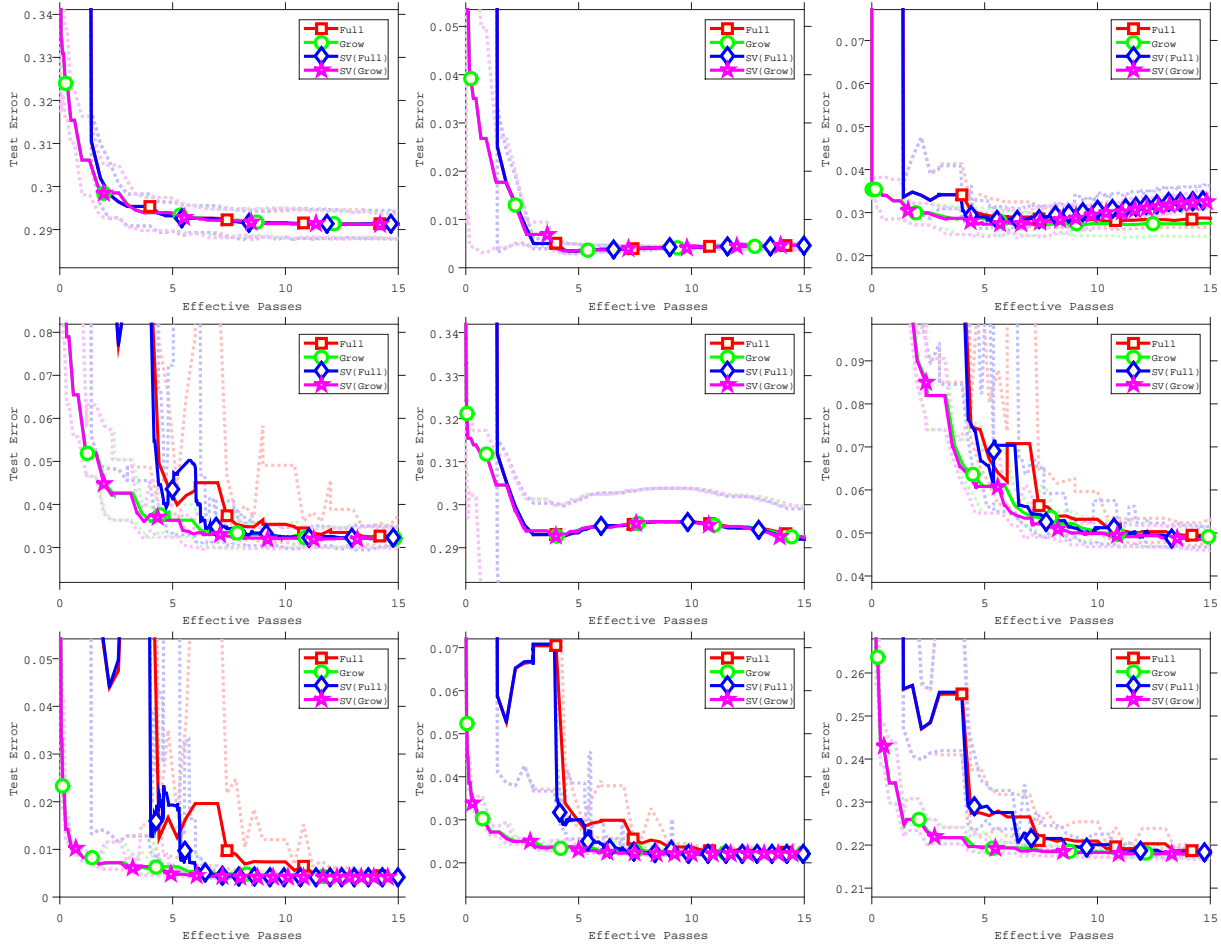 0.34
0.33
0.32
0.31
0.3
0.29
Test Error
0 5 10 15
Effective Passes
Full
Grow
SV(Full)
SV(Grow)
0.05
0.04
0.03
0.02
0.01
0
Test Error
0 5 10 15
Effective Passes
Full
Grow
SV(Full)
SV(Grow)
0.07
0.06
0.05
0.04
0.03
0.02
Test Error
0 5 10 15
Effective Passes
Full
Grow
SV(Full)
SV(Grow)
0.08
0.07
0.06
0.05
0.04
0.03
Test Error
0 5 10 15
Effective Passes
Full
Grow
SV(Full)
SV(Grow)
0.34
0.33
0.32
0.31
0.3
0.29
Test Error
0 5 10 15
Effective Passes
Full
Grow
SV(Full)
SV(Grow)
0.09
0.08
0.07
0.06
0.05
0.04
Test Error
0 5 10 15
Effective Passes
Full
Grow
SV(Full)
SV(Grow)
0.05
0.04
0.03
0.02
0.01
0
Test Error
0 5 10 15
Effective Passes
Full
Grow
SV(Full)
SV(Grow)
0.07
0.06
0.05
0.04
0.03
0.02
Test Error
0 5 10 15
Effective Passes
Full
Grow
SV(Full)
SV(Grow)
0.26
0.25
0.24
0.23
0.22
0.21
Test Error
0 5 10 15
Effective Passes
Full
Grow
SV(Full)
SV(Grow)